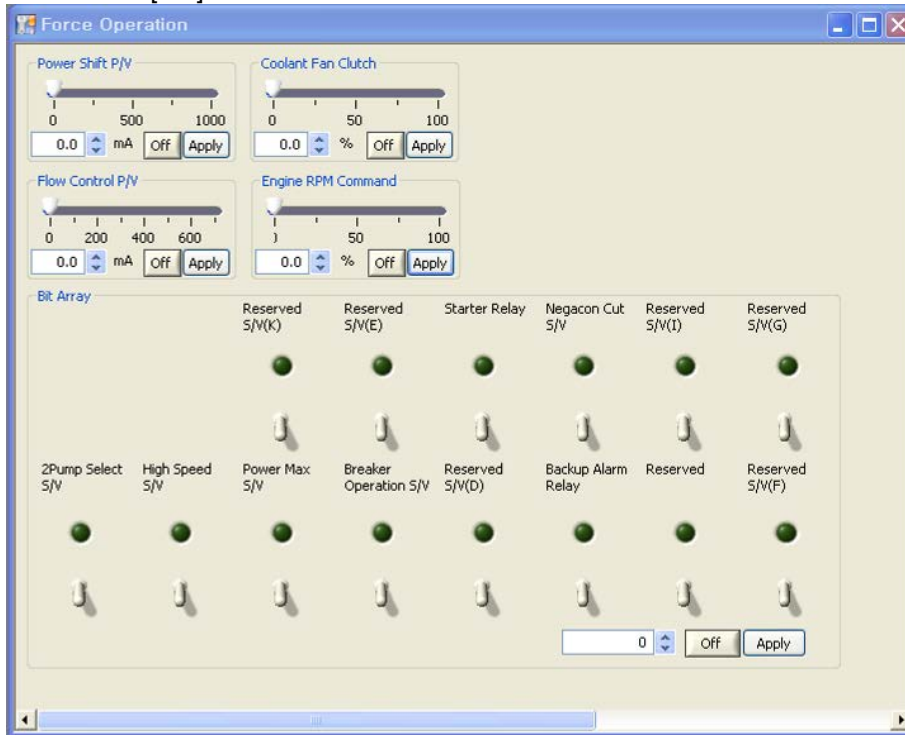 Force Operation
Power Shift P/V
0 500 1000
0.0 mA Off Apply
Coolant Fan Clutch
0 50 100
0.0 % Off Apply
Flow Control P/V
0 200 400 600
0.0 mA Off Apply
Engine RPM Command
) 50 100
0.0 % Off Apply
Bit Array
Reserved
S/V(K)
Reserved
S/V(E)
Starter Relay
Negacon Cut
S/V
Reserved
S/V(I)
Reserved
S/V(G)
2Pump Select
S/V
High Speed
S/V
Power Max
S/V
Breaker
Operation S/V
Reserved
S/V(D)
Backup Alarm
Relay
Reserved
Reserved
S/V(F)
0 Off Apply